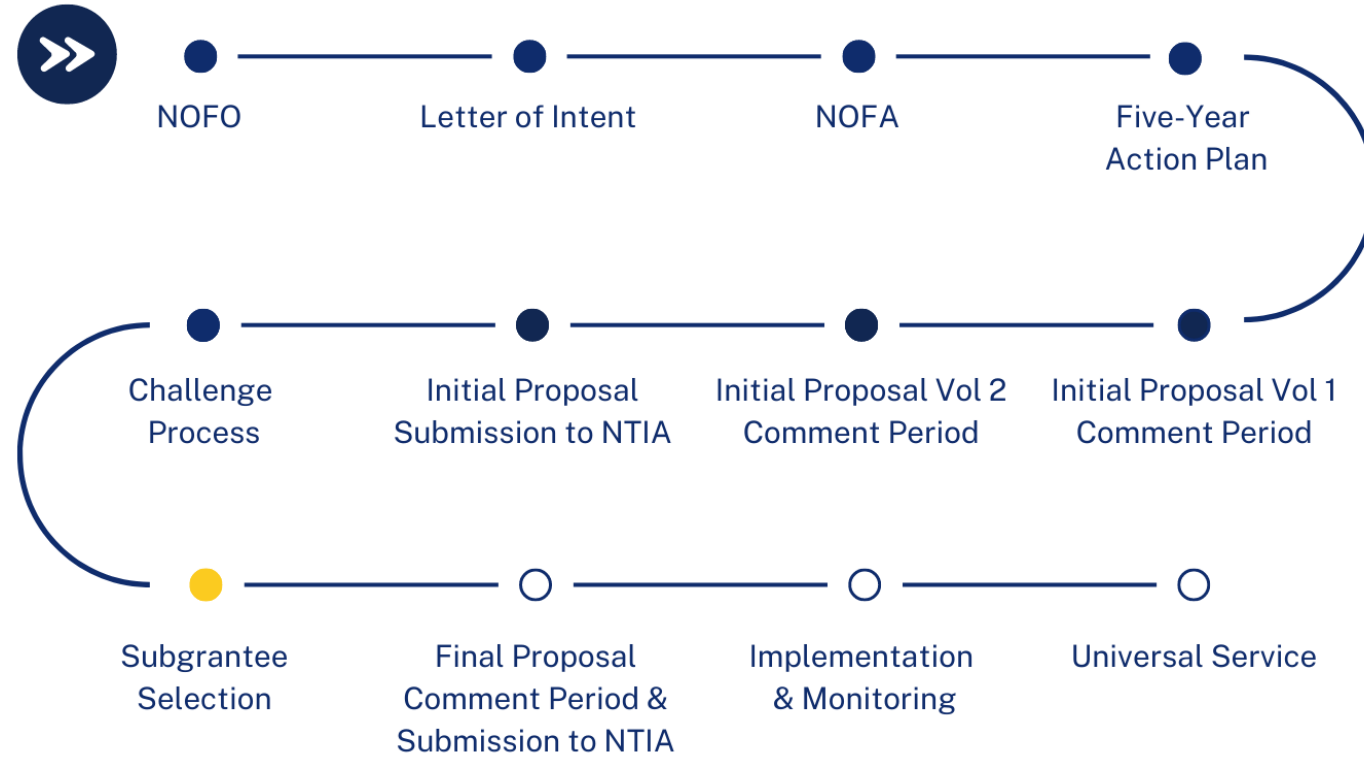 NOFO
Letter of Intent
NOFA
Five-Year
Action Plan
Challenge
Process
Initial Proposal
Submission to NTIA
Initial Proposal Vol 2
Comment Period
Initial Proposal Vol 1
Comment Period
Subgrantee
Selection
Final Proposal
Comment Period &
Submission to NTIA
Implementation
& Monitoring
Universal Service